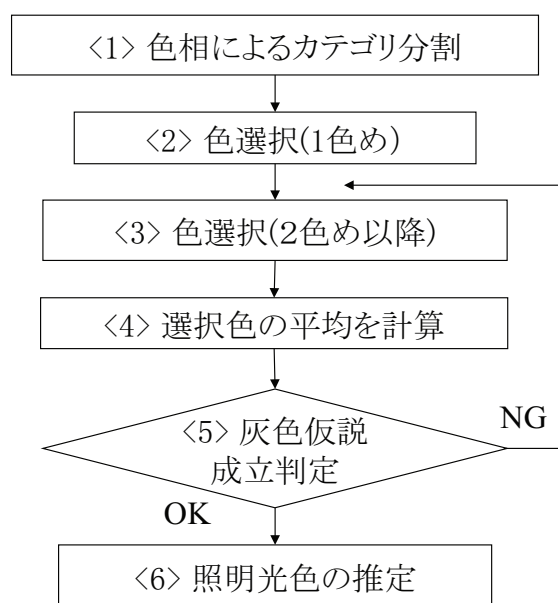 <1> 色相によるカテゴリ分割
<2> 色選択(1色め)
<3> 色選択(2色め以降)
<4> 選択色の平均を計算
<5> 灰色仮説
成立判定
NG
OK
<6> 照明光色の推定